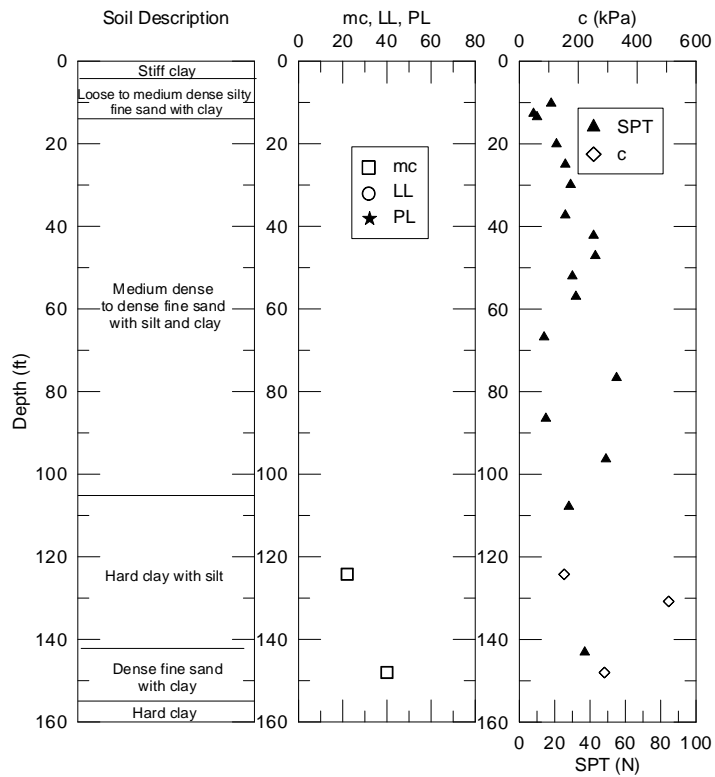 Soil Description
mc, LL, PL
c (kPa)
0 20 40 60 80
0 200 400 600
Depth (ft)
0
20
40
60
80
100
120
140
160
Stiff clay
Loose to medium dense silty
fine sand with clay
Medium dense
to dense fine sand
with silt and clay
Hard clay with silt
Dense fine sand
with clay
Hard clay
0
20
40
60
80
100
120
140
160
mc
LL
PL
0
20
40
60
80
100
120
140
160
SPT
c
0 20 40 60 80 100
SPT (N)